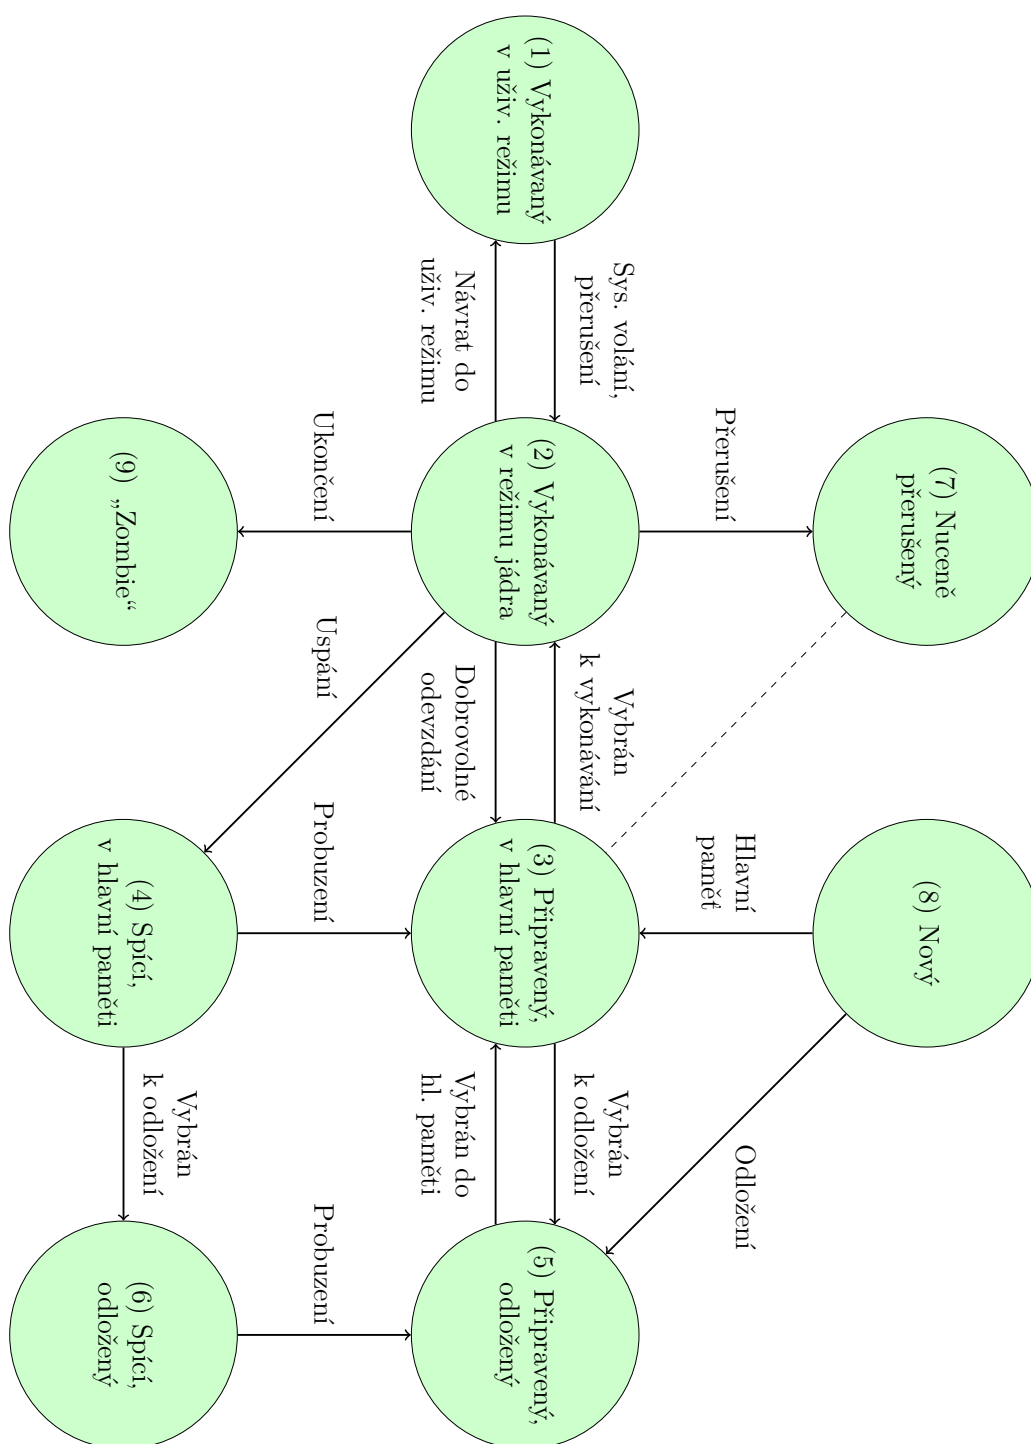 (7) Nuceně
přerušený
(8) Nový
Přerušení
Hlavní
paměť
Odložení
Sys. volání,
přerušení
Vybrán
k vykonávání
Vybrán
k odložení
(1) Vykonávaný
v uživ. režimu
(2) Vykonávaný
v režimu jádra
(3) Připravený,
v hlavní paměti
(5) Připravený,
odložený
Návrat do
uživ. režimu
Dobrovolné
odevzdání
Vybrán do
hl. paměti
Ukončení
Uspání
Probuzení
Probuzení
Vybrán
k odložení
(9) „Zombie“
(4) Spící,
v hlavní paměti
(6) Spící,
odložený